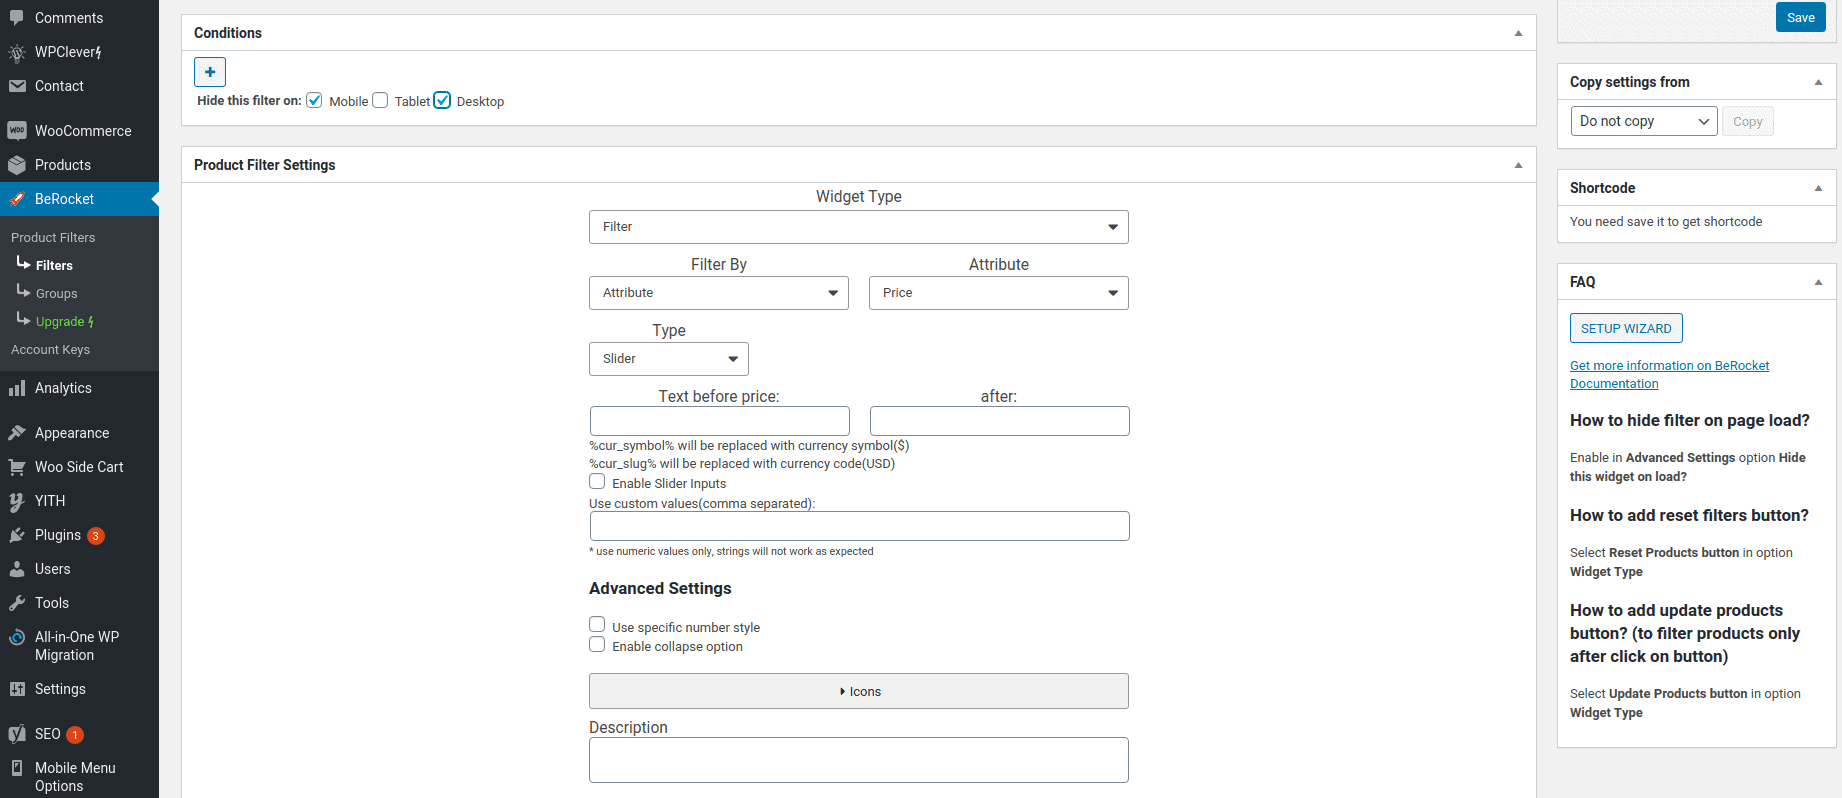 Comments
WPClever
Contact
WooCommerce
Products
BeRocket
Product Filters
Filters
Groups
Upgrade
Account Keys
Analytics
Appearance
Woo Side Cart
YITH
Plugins 3
Users
Tools
All-in-One WP
Migration
Settings
SEO 1
Mobile Menu
Options
Conditions
+
Hide this filter on: Mobile Tablet Desktop
Product Filter Settings
Widget Type
Filter
Filter By Attribute
Attribute Price
Type
Slider
Text before price: after:
%cur_symbol% will be replaced with currency symbol($)
%cur_slug% will be replaced with currency code(USD)
Enable Slider Inputs
Use custom values(comma separated):
* use numeric values only, strings will not work as expected
Advanced Settings
Use specific number style
Enable collapse option
Icons
Description
Save
Copy settings from
Do not copy Copy
Shortcode
You need save it to get shortcode
FAQ
SETUP WIZARD
Get more information on BeRocket
Documentation
How to hide filter on page load?
Enable in Advanced Settings option Hide
this widget on load?
How to add reset filters button?
Select Reset Products button in option
Widget Type
How to add update products
button? (to filter products only
after click on button)
Select Update Products button in option
Widget Type